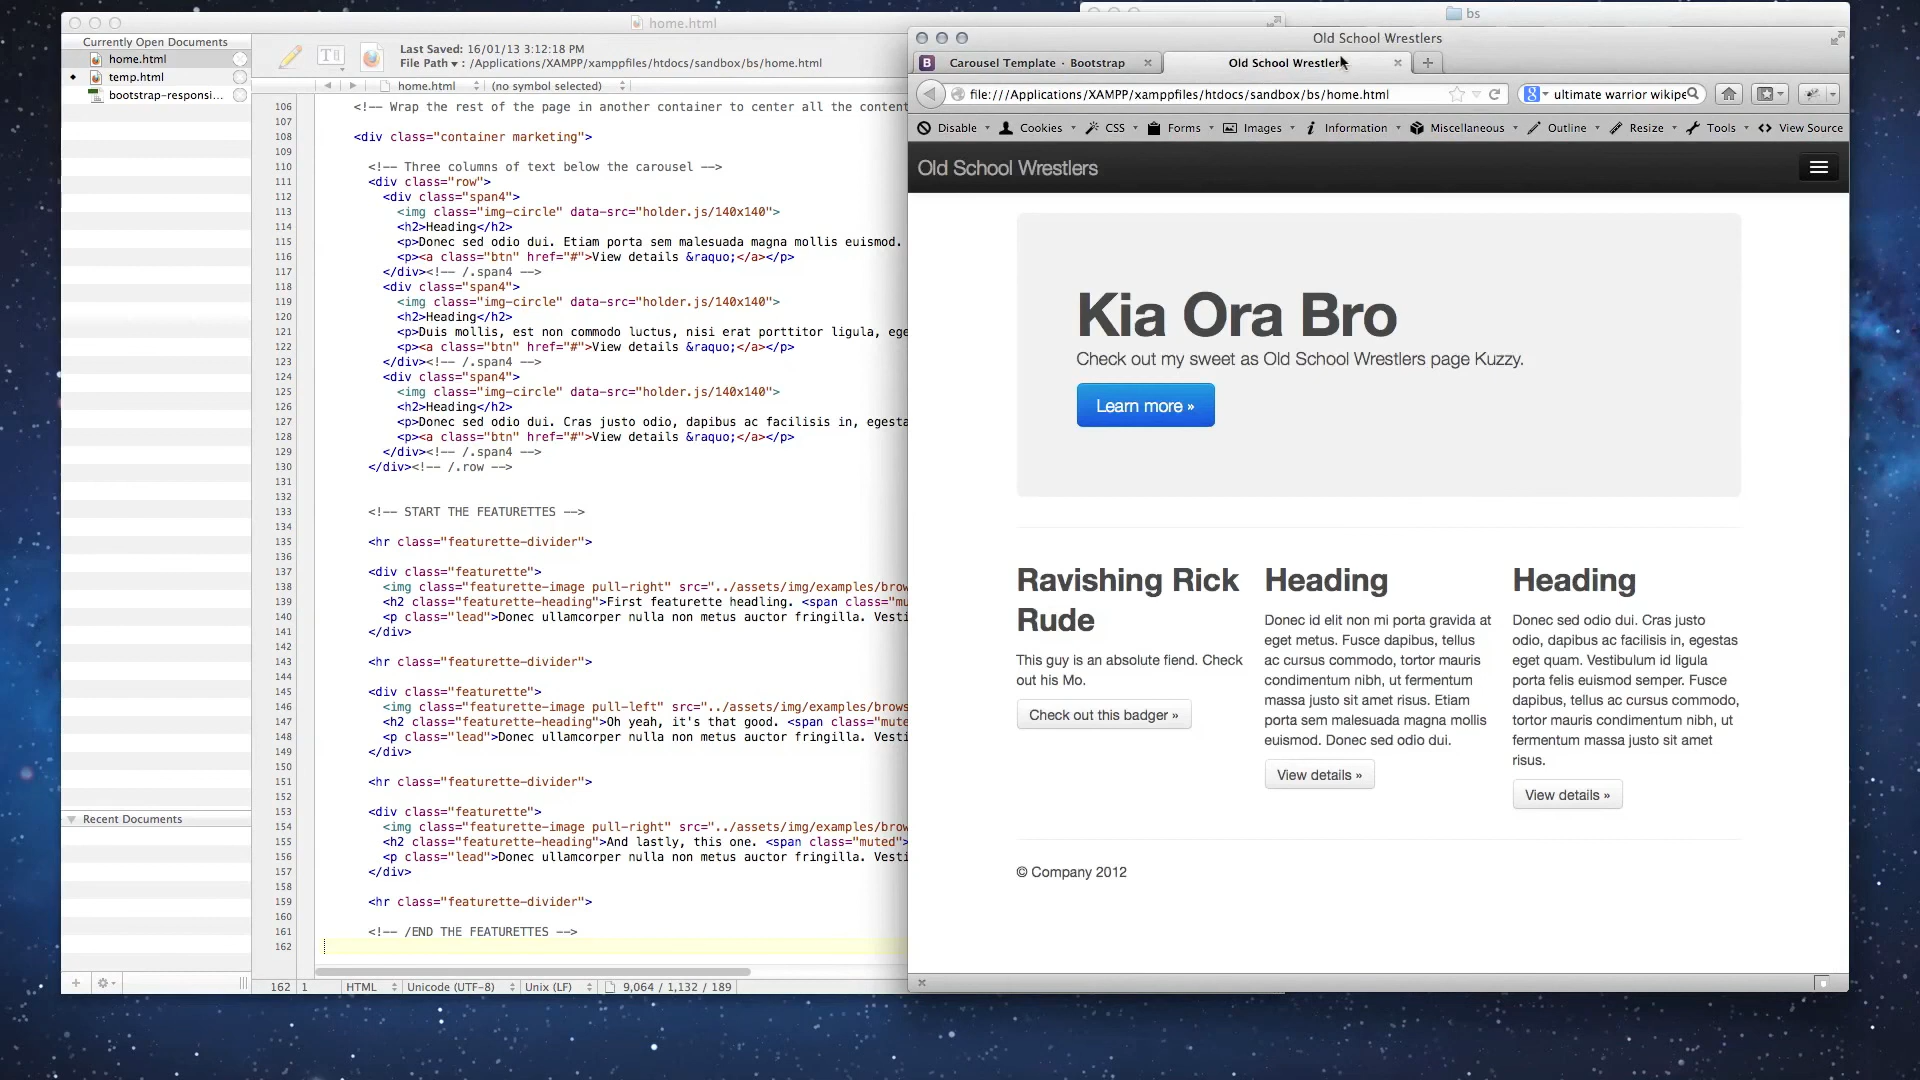 home.html
Currently Open Documents
home.html
temp.html
bootstrap-responsi...
Last Saved: 16/01/13 3:12:18 PM
File Path ▾ : /Applications/XAMPP/xamppfiles/htdocs/sandbox/bs/home.html
home.html (no symbol selected)
106 <!-- Wrap the rest of the page in another container to center all the content
107
108 <div class="container marketing">
109
110 <!-- Three columns of text below the carousel -->
111 <div class="row">
112 <div class="span4">
113 <img class="img-circle" data-src="holder.js/140x140">
114 <h2>Heading</h2>
115 <p>Donec sed odio dui. Etiam porta sem malesuada magna mollis euismod.
116 <p><a class="btn" href="#">View details &raquo;</a></p>
117 </div><!-- /.span4 -->
118 <div class="span4">
119 <img class="img-circle" data-src="holder.js/140x140">
120 <h2>Heading</h2>
121 <p>Duis mollis, est non commodo luctus, nisi erat porttitor ligula, ege
122 <p><a class="btn" href="#">View details &raquo;</a></p>
123 </div><!-- /.span4 -->
124 <div class="span4">
125 <img class="img-circle" data-src="holder.js/140x140">
126 <h2>Heading</h2>
127 <p>Donec sed odio dui. Cras justo odio, dapibus ac facilisis in, egesta
128 <p><a class="btn" href="#">View details &raquo;</a></p>
129 </div><!-- /.span4 -->
130 </div><!-- /.row -->
131
132
133 <!-- START THE FEATURETTES -->
134
135 <hr class="featurette-divider">
136
137 <div class="featurette">
138 <img class="featurette-image pull-right" src="../assets/img/examples/brow
139 <h2 class="featurette-heading">First featurette headling. <span class="mu
140 <p class="lead">Donec ullamcorper nulla non metus auctor fringilla. Vesti
141 </div>
142
143 <hr class="featurette-divider">
144
145 <div class="featurette">
146 <img class="featurette-image pull-left" src="../assets/img/examples/brows
147 <h2 class="featurette-heading">Oh yeah, it's that good. <span class="mute
148 <p class="lead">Donec ullamcorper nulla non metus auctor fringilla. Vesti
149 </div>
150
151 <hr class="featurette-divider">
152
153 <div class="featurette">
154 <img class="featurette-image pull-right" src="../assets/img/examples/brow
155 <h2 class="featurette-heading">And lastly, this one. <span class="muted">
156 <p class="lead">Donec ullamcorper nulla non metus auctor fringilla. Vesti
157 </div>
158
159 <hr class="featurette-divider">
160
161 <!-- /END THE FEATURETTES -->
162
Recent Documents
162 1 HTML Unicode (UTF-8) Unix (LF) 9,064 / 1,132 / 189
bs
Old School Wrestlers
Carousel Template · Bootstrap
Old School Wrestlers
file:///Applications/XAMPP/xamppfiles/htdocs/sandbox/bs/home.html
ultimate warrior wikipe
Disable Cookies CSS Forms Images Information Miscellaneous Outline Resize Tools View Source
Old School Wrestlers
Kia Ora Bro
Check out my sweet as Old School Wrestlers page Kuzzy.
Learn more »
Ravishing Rick
Rude
This guy is an absolute fiend. Check
out his Mo.
Check out this badger »
Heading
Donec id elit non mi porta gravida at
eget metus. Fusce dapibus, tellus
ac cursus commodo, tortor mauris
condimentum nibh, ut fermentum
massa justo sit amet risus. Etiam
porta sem malesuada magna mollis
euismod. Donec sed odio dui.
View details »
Heading
Donec sed odio dui. Cras justo
odio, dapibus ac facilisis in, egestas
eget quam. Vestibulum id ligula
porta felis euismod semper. Fusce
dapibus, tellus ac cursus commodo,
tortor mauris condimentum nibh, ut
fermentum massa justo sit amet
risus.
View details »
© Company 2012